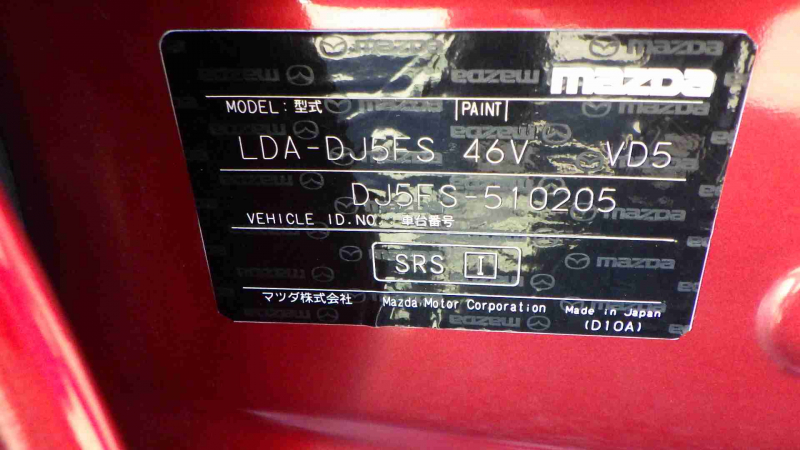 mazda
MODEL: 型式 PAINT
LDA-DJ5FS 46V VD5
DJ5FS-510205
VEHICLE ID.NO. 車台番号
SRS I
マツダ株式会社 Mazda Motor Corporation Made in Japan
(D10A)